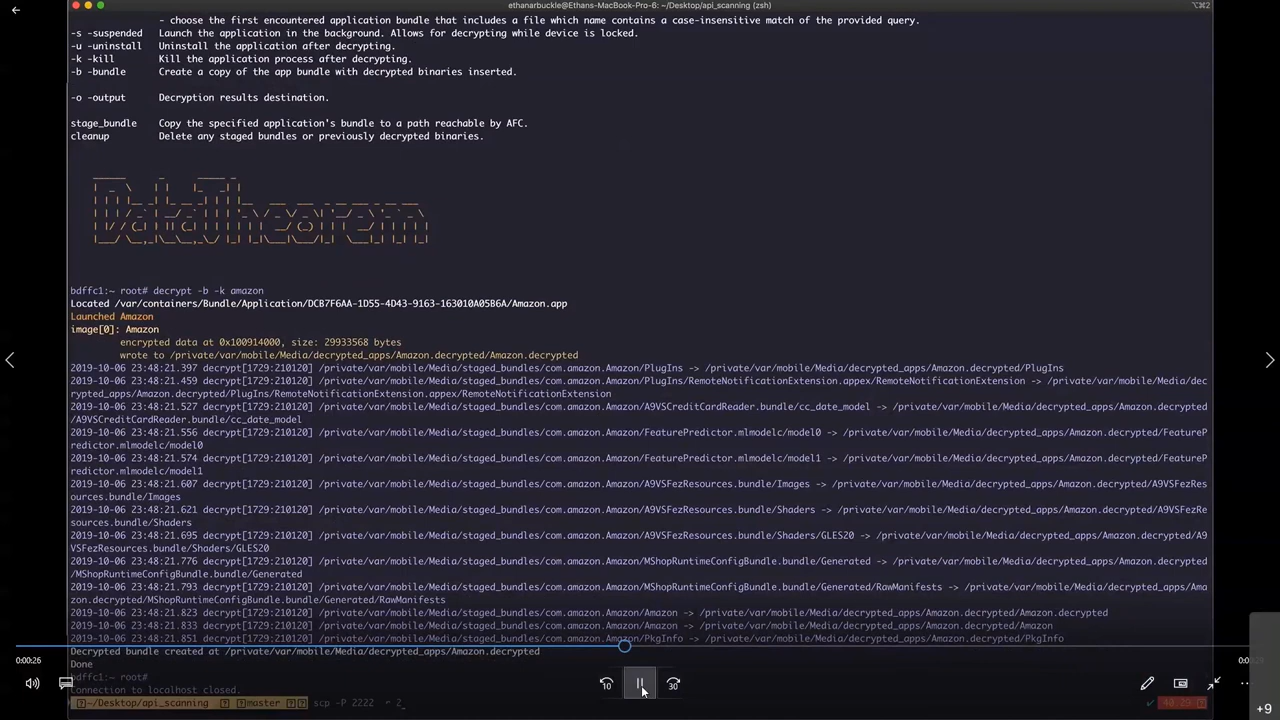 ethanarbuckle@Ethans-MacBook-Pro-6: ~/Desktop/api_scanning (zsh)
⌥⌘2
- choose the first encountered application bundle that includes a file which name contains a case-insensitive match of the provided query.
-s -suspended Launch the application in the background. Allows for decrypting while device is locked.
-u -uninstall Uninstall the application after decrypting.
-k -kill Kill the application process after decrypting.
-b -bundle Create a copy of the app bundle with decrypted binaries inserted.
-o -output Decryption results destination.
stage_bundle Copy the specified application's bundle to a path reachable by AFC.
cleanup Delete any staged bundles or previously decrypted binaries.
DataTheorem
bdffc1:~ root# decrypt -b -k amazon
Located /var/containers/Bundle/Application/DCB7F6AA-1D55-4D43-9163-163010A05B6A/Amazon.app
Launched Amazon
image[0]: Amazon
encrypted data at 0x100914000, size: 29933568 bytes
wrote to /private/var/mobile/Media/decrypted_apps/Amazon.decrypted/Amazon.decrypted
2019-10-06 23:48:21.397 decrypt[1729:210120] /private/var/mobile/Media/staged_bundles/com.amazon.Amazon/PlugIns -> /private/var/mobile/Media/decrypted_apps/Amazon.decrypted/PlugIns
2019-10-06 23:48:21.459 decrypt[1729:210120] /private/var/mobile/Media/staged_bundles/com.amazon.Amazon/PlugIns/RemoteNotificationExtension.appex/RemoteNotificationExtension -> /private/var/mobile/Media/dec
rypted_apps/Amazon.decrypted/PlugIns/RemoteNotificationExtension.appex/RemoteNotificationExtension
2019-10-06 23:48:21.527 decrypt[1729:210120] /private/var/mobile/Media/staged_bundles/com.amazon.Amazon/A9VSCreditCardReader.bundle/cc_date_model -> /private/var/mobile/Media/decrypted_apps/Amazon.decrypted
/A9VSCreditCardReader.bundle/cc_date_model
2019-10-06 23:48:21.556 decrypt[1729:210120] /private/var/mobile/Media/staged_bundles/com.amazon.Amazon/FeaturePredictor.mlmodelc/model0 -> /private/var/mobile/Media/decrypted_apps/Amazon.decrypted/FeatureP
redictor.mlmodelc/model0
2019-10-06 23:48:21.574 decrypt[1729:210120] /private/var/mobile/Media/staged_bundles/com.amazon.Amazon/FeaturePredictor.mlmodelc/model1 -> /private/var/mobile/Media/decrypted_apps/Amazon.decrypted/FeatureP
redictor.mlmodelc/model1
2019-10-06 23:48:21.607 decrypt[1729:210120] /private/var/mobile/Media/staged_bundles/com.amazon.Amazon/A9VSFezResources.bundle/Images -> /private/var/mobile/Media/decrypted_apps/Amazon.decrypted/A9VSFezRes
ources.bundle/Images
2019-10-06 23:48:21.621 decrypt[1729:210120] /private/var/mobile/Media/staged_bundles/com.amazon.Amazon/A9VSFezResources.bundle/Shaders -> /private/var/mobile/Media/decrypted_apps/Amazon.decrypted/A9VSFezRe
sources.bundle/Shaders
2019-10-06 23:48:21.695 decrypt[1729:210120] /private/var/mobile/Media/staged_bundles/com.amazon.Amazon/A9VSFezResources.bundle/Shaders/GLES20 -> /private/var/mobile/Media/decrypted_apps/Amazon.decrypted/A9
VSFezResources.bundle/Shaders/GLES20
2019-10-06 23:48:21.776 decrypt[1729:210120] /private/var/mobile/Media/staged_bundles/com.amazon.Amazon/MShopRuntimeConfigBundle.bundle/Generated -> /private/var/mobile/Media/decrypted_apps/Amazon.decrypted
/MShopRuntimeConfigBundle.bundle/Generated
2019-10-06 23:48:21.793 decrypt[1729:210120] /private/var/mobile/Media/staged_bundles/com.amazon.Amazon/MShopRuntimeConfigBundle.bundle/Generated/RawManifests -> /private/var/mobile/Media/decrypted_apps/Ama
zon.decrypted/MShopRuntimeConfigBundle.bundle/Generated/RawManifests
2019-10-06 23:48:21.823 decrypt[1729:210120] /private/var/mobile/Media/staged_bundles/com.amazon.Amazon/Amazon -> /private/var/mobile/Media/decrypted_apps/Amazon.decrypted/Amazon.decrypted
2019-10-06 23:48:21.833 decrypt[1729:210120] /private/var/mobile/Media/staged_bundles/com.amazon.Amazon/Amazon -> /private/var/mobile/Media/decrypted_apps/Amazon.decrypted/Amazon
2019-10-06 23:48:21.851 decrypt[1729:210120] /private/var/mobile/Media/staged_bundles/com.amazon.Amazon/PkgInfo -> /private/var/mobile/Media/decrypted_apps/Amazon.decrypted/PkgInfo
Decrypted bundle created at /private/var/mobile/Media/decrypted_apps/Amazon.decrypted
0:00:26
Done
bdffc1:~ root#
10
30
Connection to localhost closed.
~/Desktop/api_scanning master scp -P 2222 -r
+9